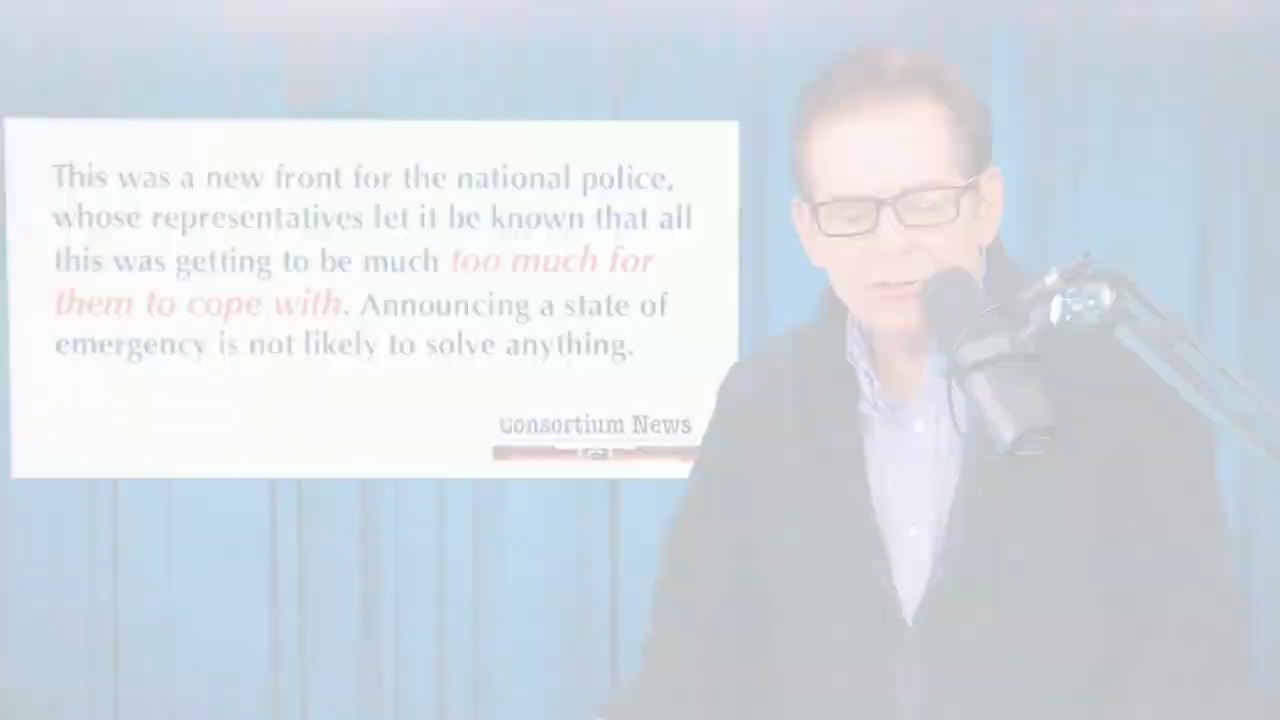 This was a new front for the national police,
whose representatives let it be known that all
this was getting to be much too much for
them to cope with. Announcing a state of
emergency is not likely to solve anything.
Consortium News